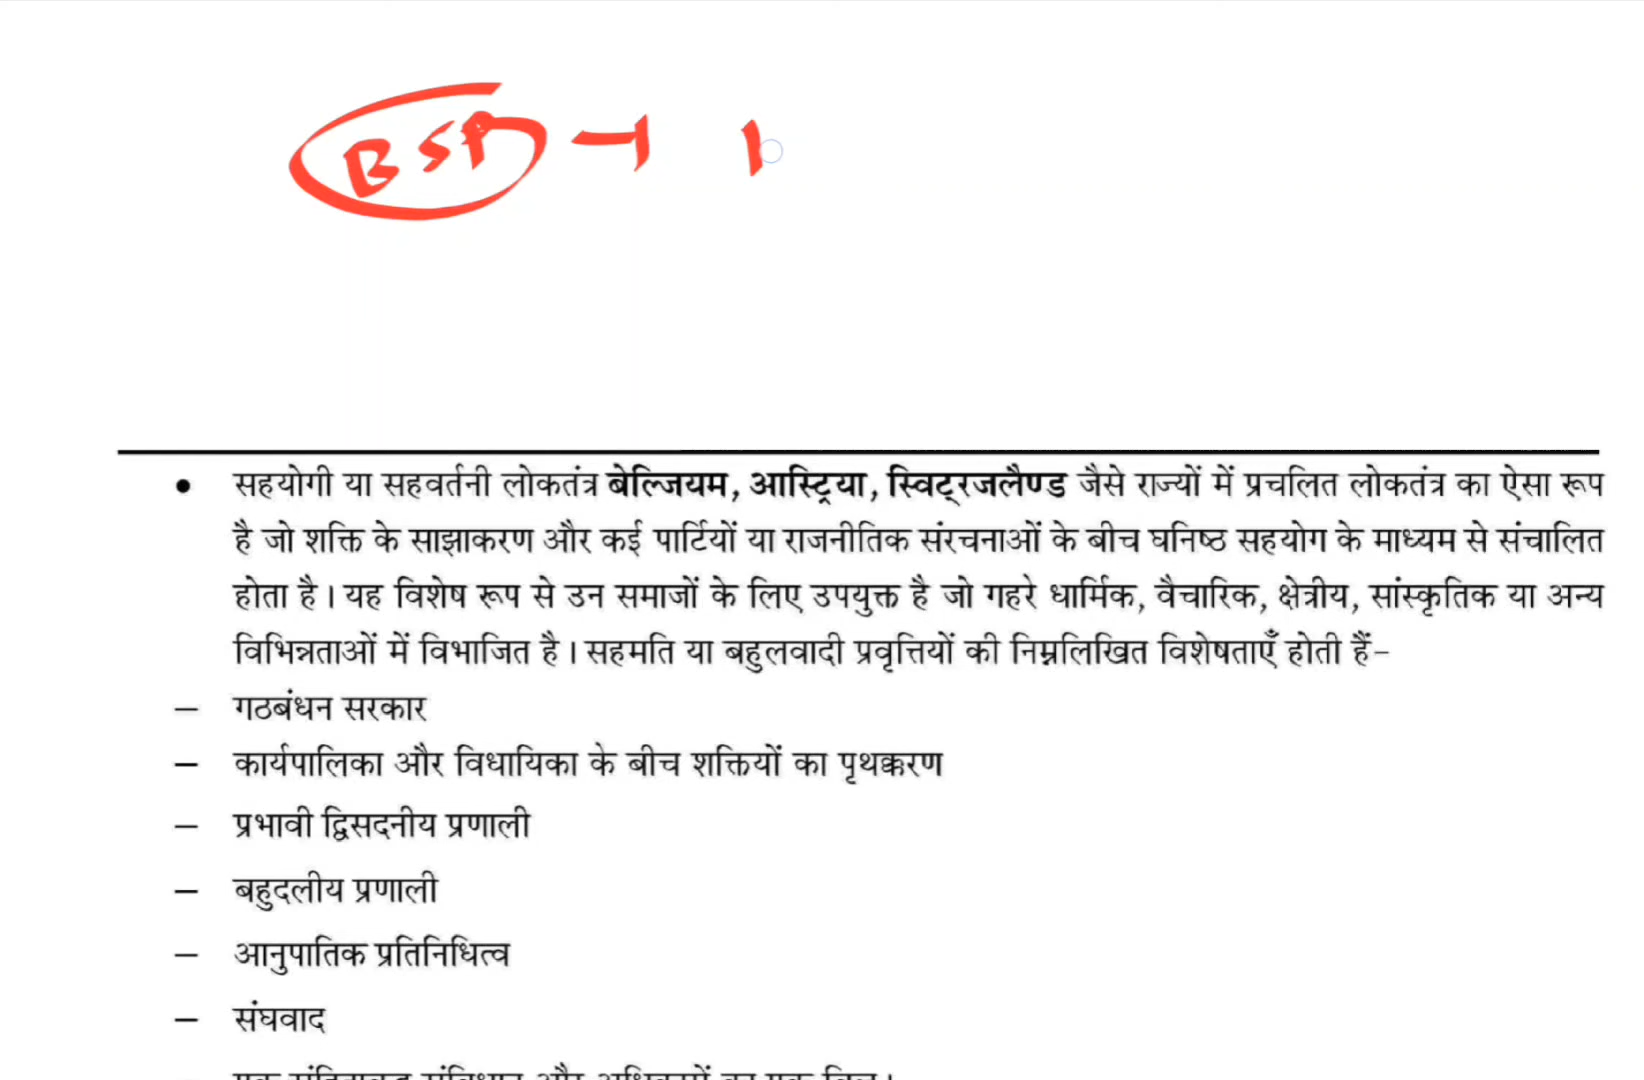 BSP
• सहयोगी या सहवर्तनी लोकतंत्र बेल्जियम, आस्ट्रिया, स्विट्रजलैण्ड जैसे राज्यों में प्रचलित लोकतंत्र का ऐसा रूप
है जो शक्ति के साझाकरण और कई पार्टियों या राजनीतिक संरचनाओं के बीच घनिष्ठ सहयोग के माध्यम से संचालित
होता है। यह विशेष रूप से उन समाजों के लिए उपयुक्त है जो गहरे धार्मिक, वैचारिक, क्षेत्रीय, सांस्कृतिक या अन्य
विभिन्नताओं में विभाजित है। सहमति या बहुलवादी प्रवृत्तियों की निम्नलिखित विशेषताएँ होती हैं–
– गठबंधन सरकार
– कार्यपालिका और विधायिका के बीच शक्तियों का पृथक्करण
– प्रभावी द्विसदनीय प्रणाली
– बहुदलीय प्रणाली
– आनुपातिक प्रतिनिधित्व
– संघवाद